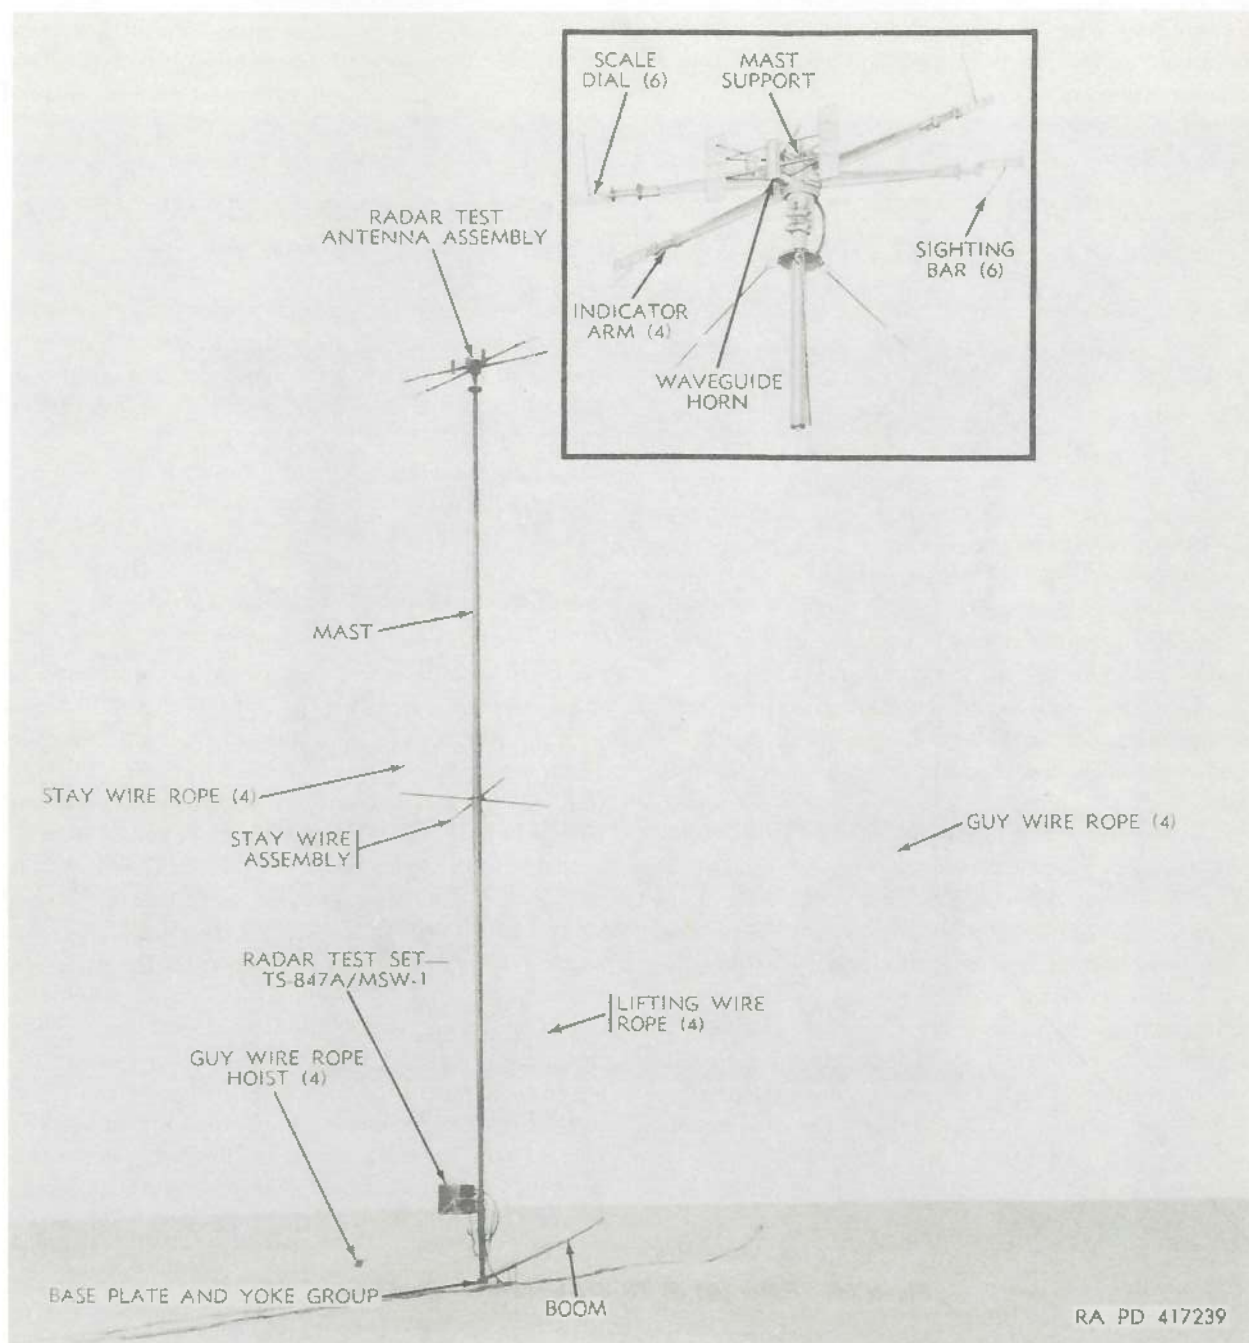 SCALE
DIAL (6)
MAST
SUPPORT
RADAR TEST
ANTENNA ASSEMBLY
SIGHTING
BAR (6)
INDICATOR
ARM (4)
WAVEGUIDE
HORN
MAST
STAY WIRE ROPE (4)
STAY WIRE
ASSEMBLY
GUY WIRE ROPE (4)
RADAR TEST SET
TS-847A/MSW-1
LIFTING WIRE
ROPE (4)
GUY WIRE ROPE
HOIST (4)
BASE PLATE AND YOKE GROUP
BOOM
RA PD 417239